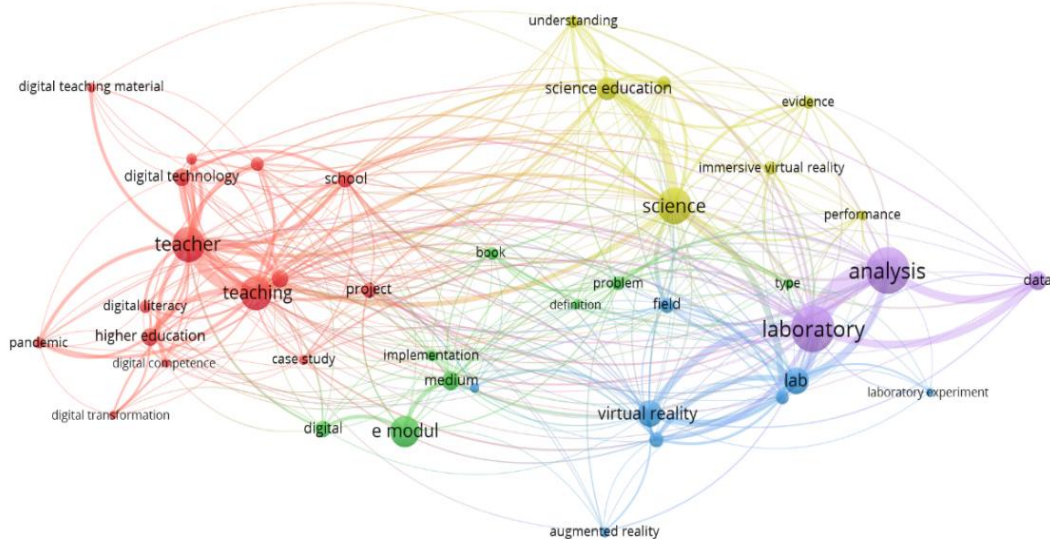 understanding
digital teaching material
science education
evidence
digital technology
school
immersive virtual reality
science
performance
teacher
book
analysis
teaching
project
problem
type
data
digital literacy
definition
field
pandemic
higher education
laboratory
digital competence
case study
implementation
medium
lab
laboratory experiment
digital transformation
digital
e modul
virtual reality
augmented reality